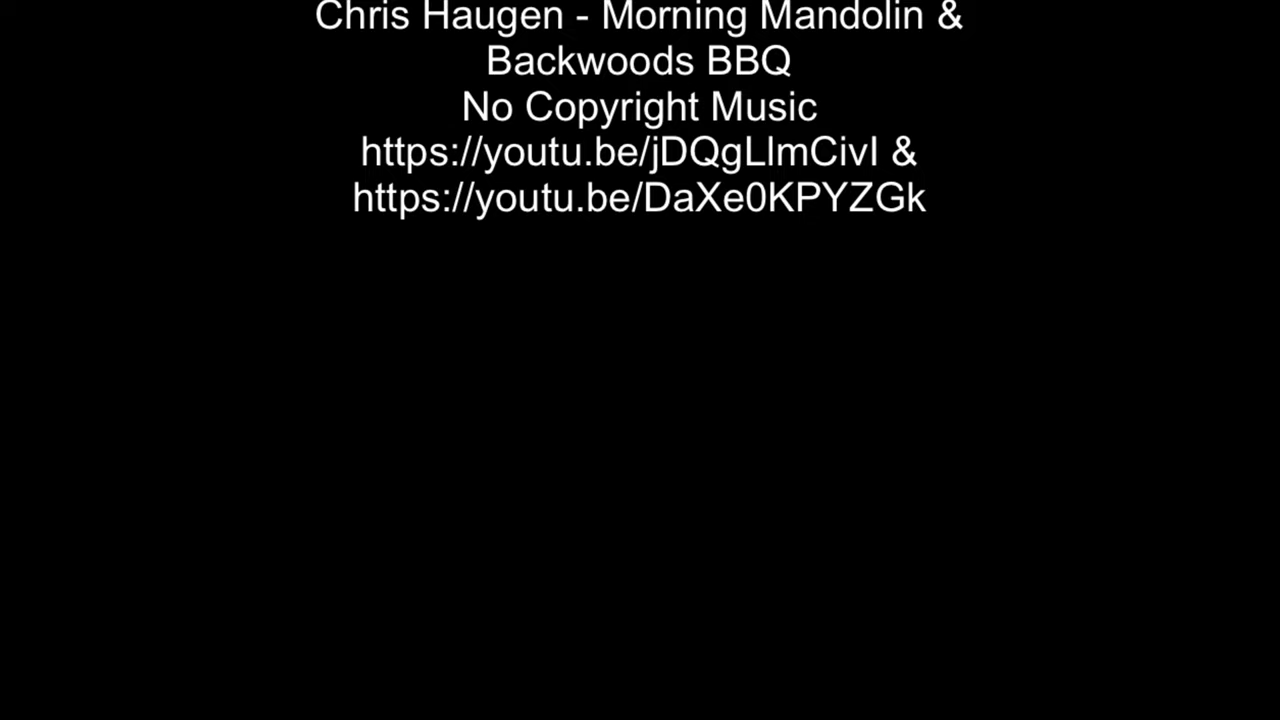 Chris Haugen - Morning Mandolin &
Backwoods BBQ
No Copyright Music
https://youtu.be/jDQgLlmCivI &
https://youtu.be/DaXe0KPYZGk